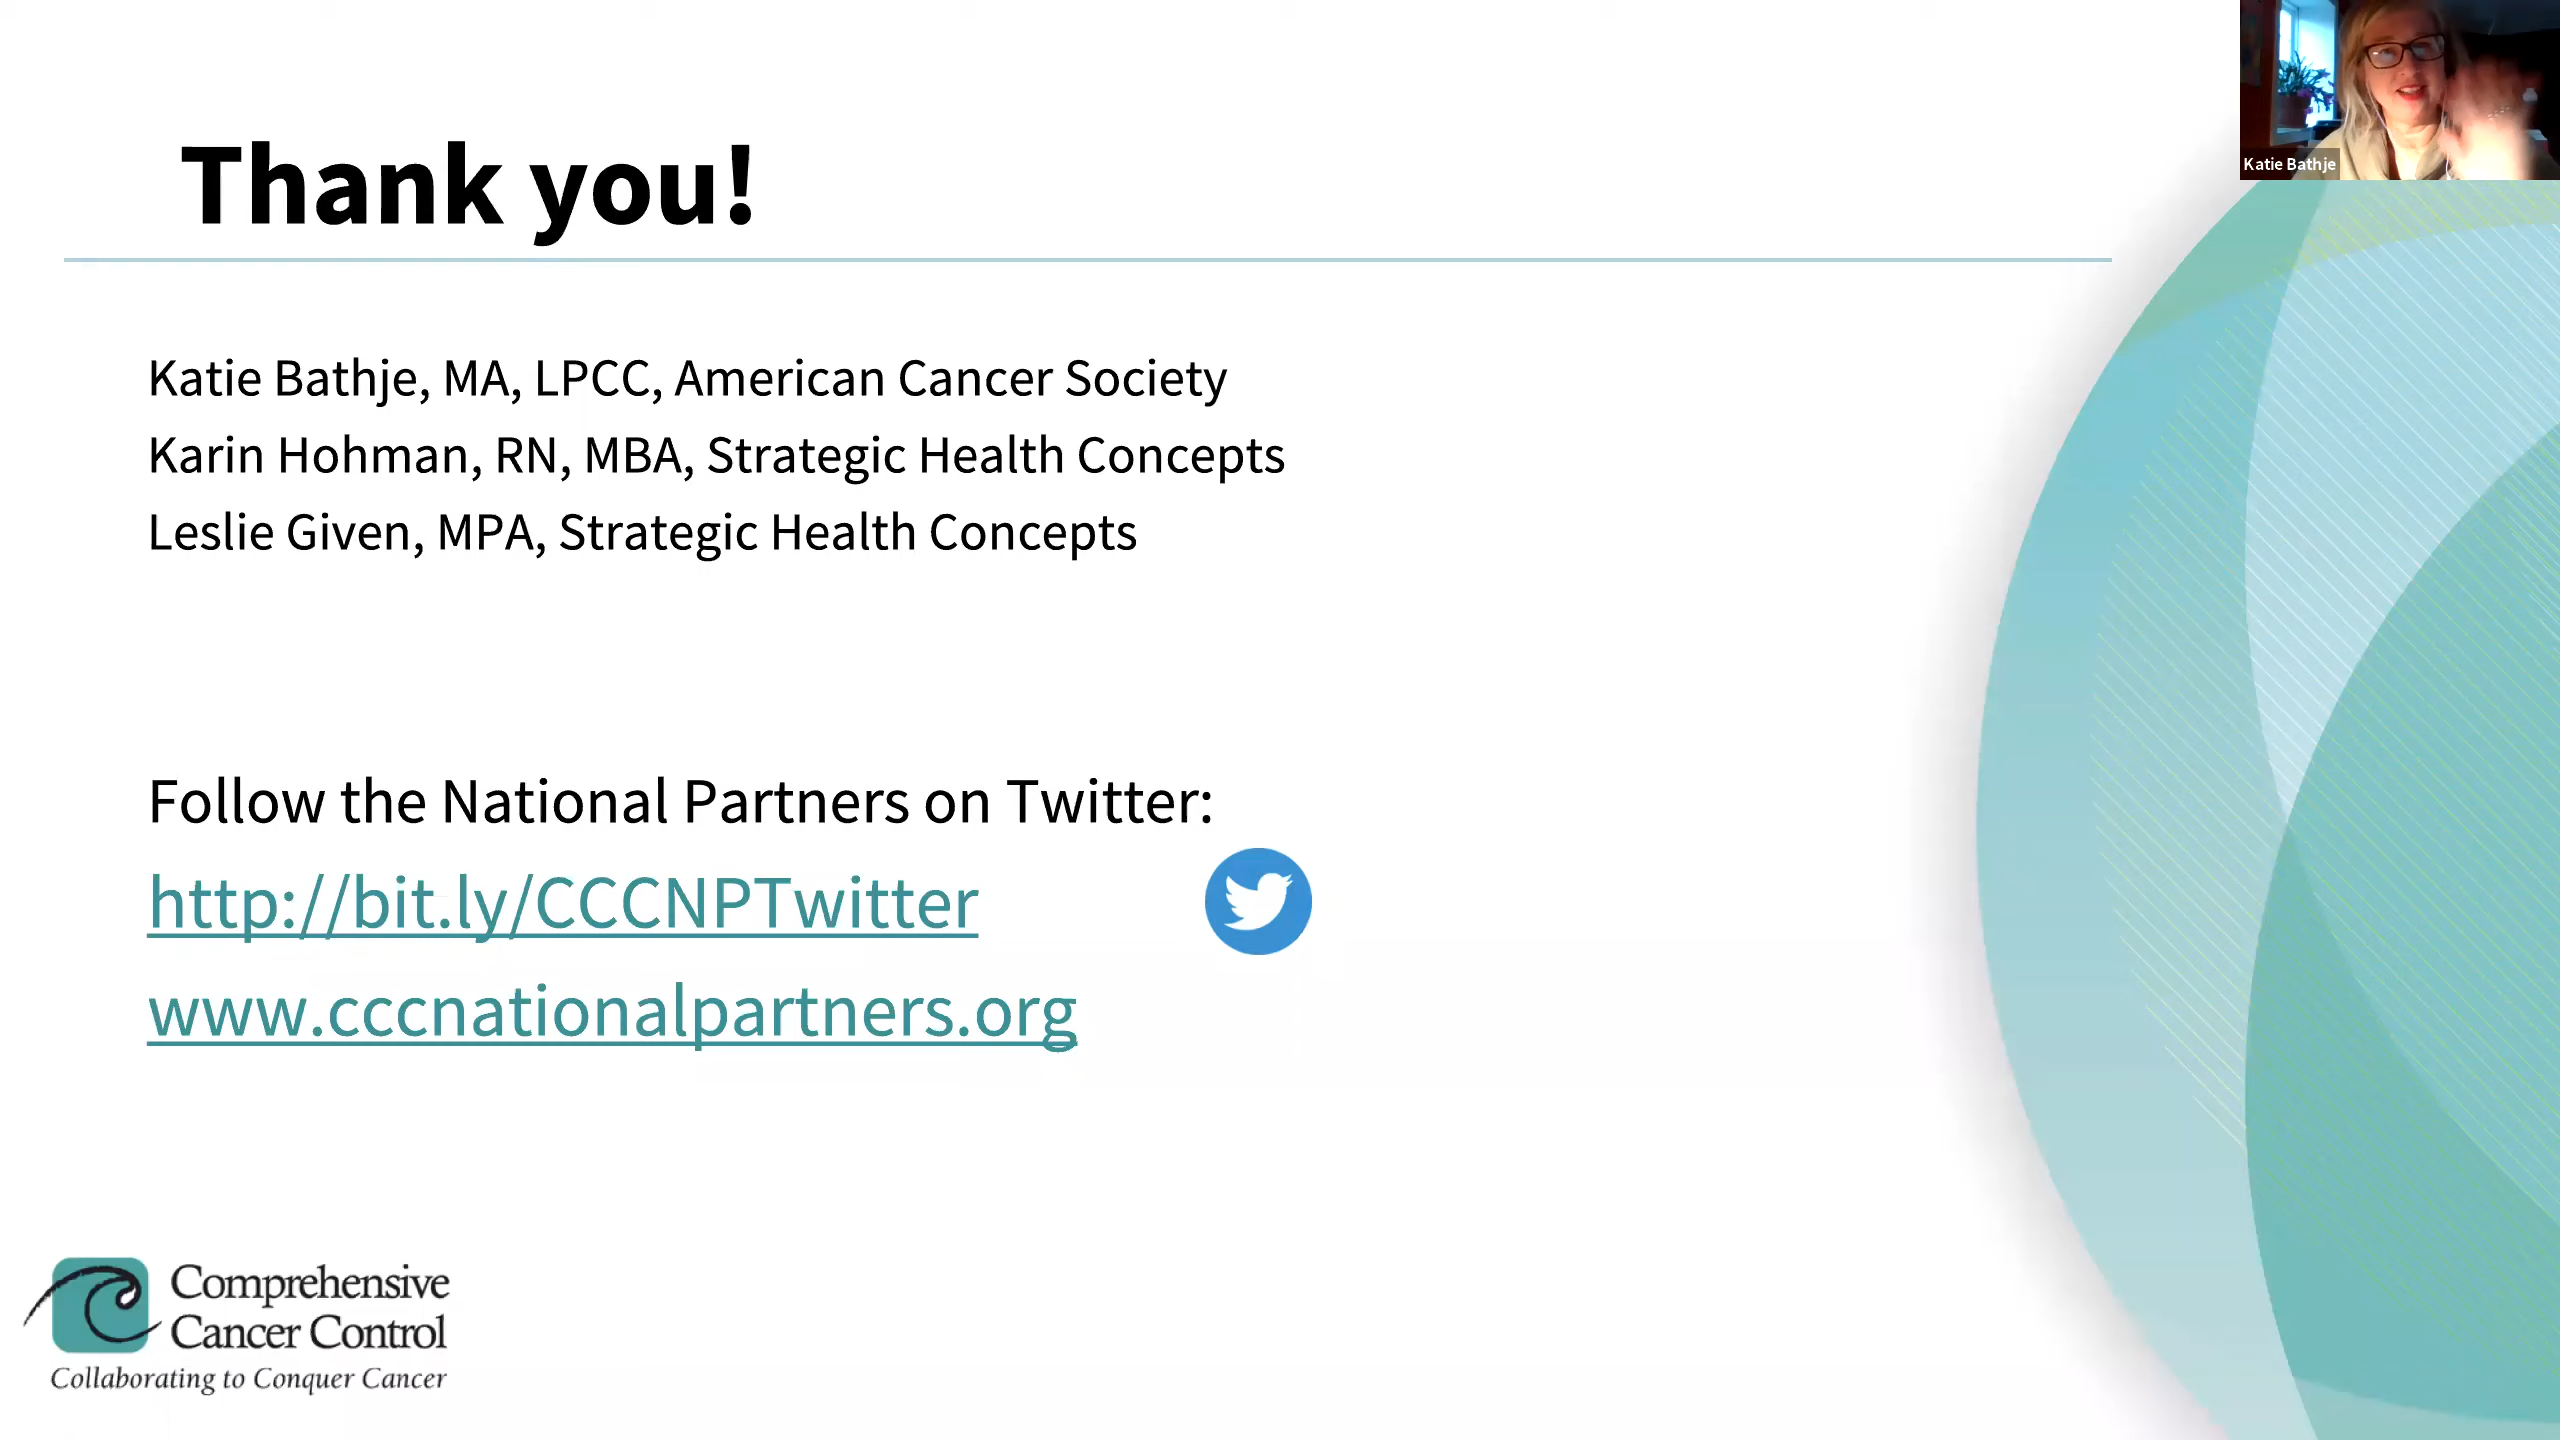 Katie Bathje
Thank you!
Katie Bathje, MA, LPCC, American Cancer Society
Karin Hohman, RN, MBA, Strategic Health Concepts
Leslie Given, MPA, Strategic Health Concepts
Follow the National Partners on Twitter:
http://bit.ly/CCCNPTwitter
www.cccnationalpartners.org
Comprehensive
Cancer Control
Collaborating to Conquer Cancer